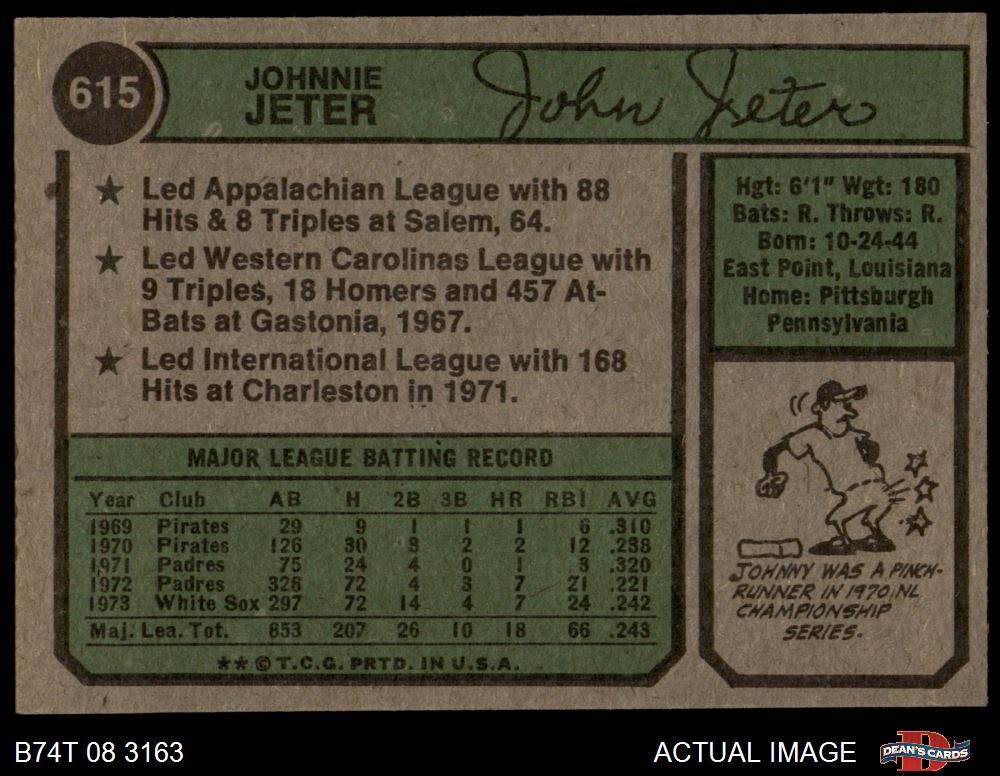 615
JOHNNIE
JETER
John Jeter
★ Led Appalachian League with 88
Hits & 8 Triples at Salem, 64.
★ Led Western Carolinas League with
9 Triples, 18 Homers and 457 At-
Bats at Gastonia, 1967.
★ Led International League with 168
Hits at Charleston in 1971.
Hgt: 6'1" Wgt: 180
Bats: R. Throws: R.
Born: 10-24-44
East Point, Louisiana
Home: Pittsburgh
Pennsylvania
MAJOR LEAGUE BATTING RECORD
Year Club AB H 2B 3B HR RBI AVG
1969 Pirates 29 9 1 1 1 6 .310
1970 Pirates 126 30 3 2 2 12 .238
1971 Padres 75 24 4 0 1 3 .320
1972 Padres 326 72 4 3 7 21 .221
1973 White Sox 297 72 14 4 7 24 .242
Maj. Lea. Tot. 853 207 26 10 18 66 .243
** © T.C.G. PRTD. IN U.S.A.
JOHNNY WAS A PINCH-
RUNNER IN 1970 NL
CHAMPIONSHIP
SERIES.
B74T 08 3163
ACTUAL IMAGE
DEAN'S CARDS